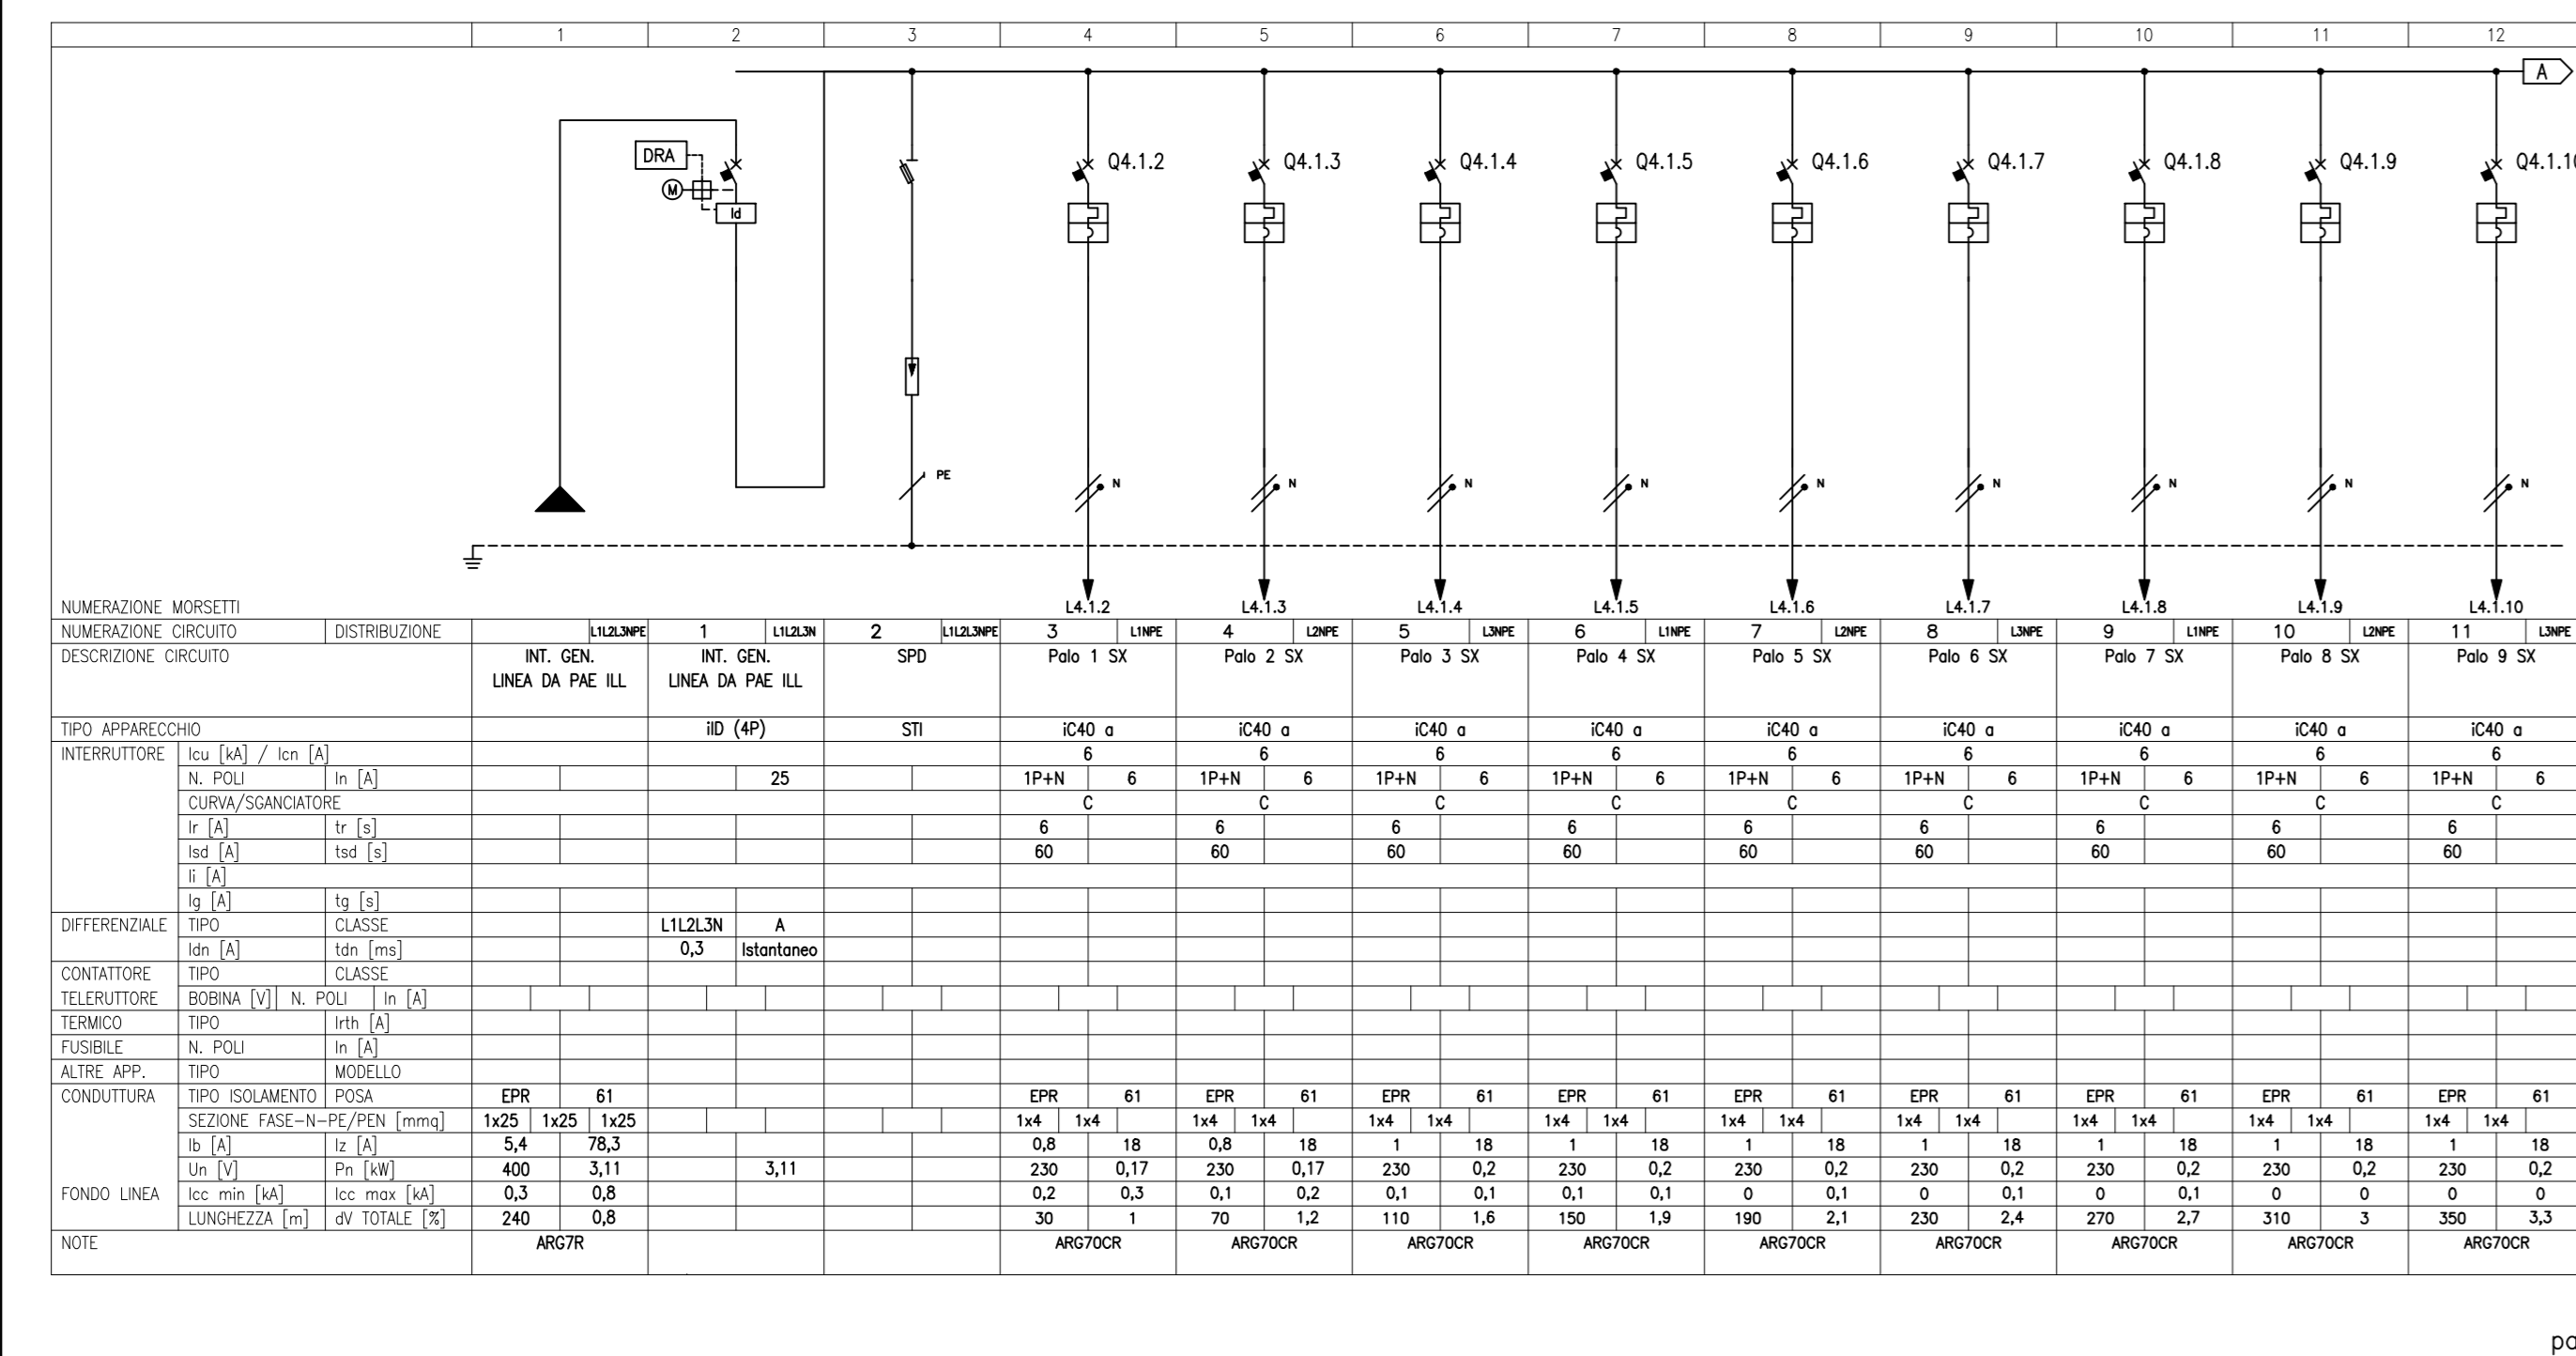 1 2 3 4 5 6 7 8 9 10 11 12
A
DRA
M
Id
Q4.1.2 Q4.1.3 Q4.1.4 Q4.1.5 Q4.1.6 Q4.1.7 Q4.1.8 Q4.1.9
PE
N N N N N N N N N
NUMERAZIONE MORSETTI L4.1.2 L4.1.3 L4.1.4 L4.1.5 L4.1.6 L4.1.7 L4.1.8 L4.1.9 L4.1.10
NUMERAZIONE CIRCUITO DISTRIBUZIONE L1L2L3NPE 1 L1L2L3N 2 L1L2L3NPE 3 L1NPE 4 L2NPE 5 L3NPE 6 L1NPE 7 L2NPE 8 L3NPE 9 L1NPE 10 L2NPE 11 L3NPE
DESCRIZIONE CIRCUITO INT. GEN. INT. GEN. SPD Palo 1 SX Palo 2 SX Palo 3 SX Palo 4 SX Palo 5 SX Palo 6 SX Palo 7 SX Palo 8 SX Palo 9 SX
LINEA DA PAE ILL LINEA DA PAE ILL
TIPO APPARECCHIO iID (4P) STI iC40 a iC40 a iC40 a iC40 a iC40 a iC40 a iC40 a iC40 a iC40 a
INTERRUTTORE Icu [kA] / Icn [A] 6 6 6 6 6 6 6 6 6
N. POLI In [A] 25 1P+N 6 1P+N 6 1P+N 6 1P+N 6 1P+N 6 1P+N 6 1P+N 6 1P+N 6 1P+N 6
CURVA/SGANCIATORE C C C C C C C C C
Ir [A] tr [s] 6 6 6 6 6 6 6 6 6
Isd [A] tsd [s] 60 60 60 60 60 60 60 60 60
Ii [A]
Ig [A] tg [s]
DIFFERENZIALE TIPO CLASSE L1L2L3N A
Idn [A] tdn [ms] 0,3 Istantaneo
CONTATTORE TIPO CLASSE
TELERUTTORE BOBINA [V] N. POLI In [A]
TERMICO TIPO Irth [A]
FUSIBILE N. POLI In [A]
ALTRE APP. TIPO MODELLO
CONDUTTURA TIPO ISOLAMENTO POSA EPR 61 EPR 61 EPR 61 EPR 61 EPR 61 EPR 61 EPR 61 EPR 61 EPR 61 EPR 61
SEZIONE FASE-N-PE/PEN [mmq] 1x25 1x25 1x25 1x4 1x4 1x4 1x4 1x4 1x4 1x4 1x4 1x4 1x4 1x4 1x4 1x4 1x4 1x4 1x4 1x4 1x4
Ib [A] Iz [A] 5,4 78,3 0,8 18 0,8 18 1 18 1 18 1 18 1 18 1 18 1 18 1 18
Un [V] Pn [kW] 400 3,11 3,11 230 0,17 230 0,17 230 0,2 230 0,2 230 0,2 230 0,2 230 0,2 230 0,2 230 0,2
FONDO LINEA Icc min [kA] Icc max [kA] 0,3 0,8 0,2 0,3 0,1 0,2 0,1 0,1 0,1 0,1 0 0,1 0 0,1 0 0,1 0 0 0 0
LUNGHEZZA [m] dV TOTALE [%] 240 0,8 30 1 70 1,2 110 1,6 150 1,9 190 2,1 230 2,4 270 2,7 310 3 350 3,3
NOTE ARG7R ARG7OCR ARG7OCR ARG7OCR ARG7OCR ARG7OCR ARG7OCR ARG7OCR ARG7OCR ARG7OCR